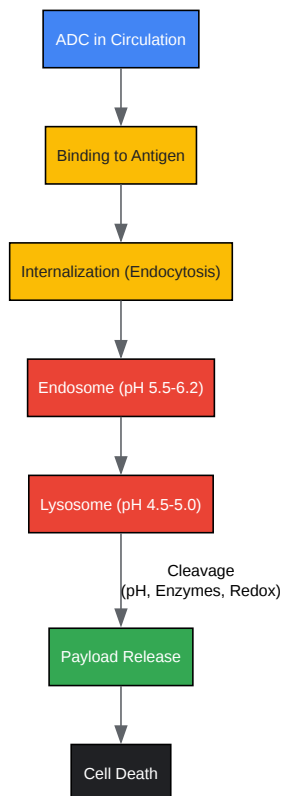 ADC in Circulation
Binding to Antigen
Internalization (Endocytosis)
Endosome (pH 5.5-6.2)
Lysosome (pH 4.5-5.0)
Cleavage
(pH, Enzymes, Redox)
Payload Release
Cell Death